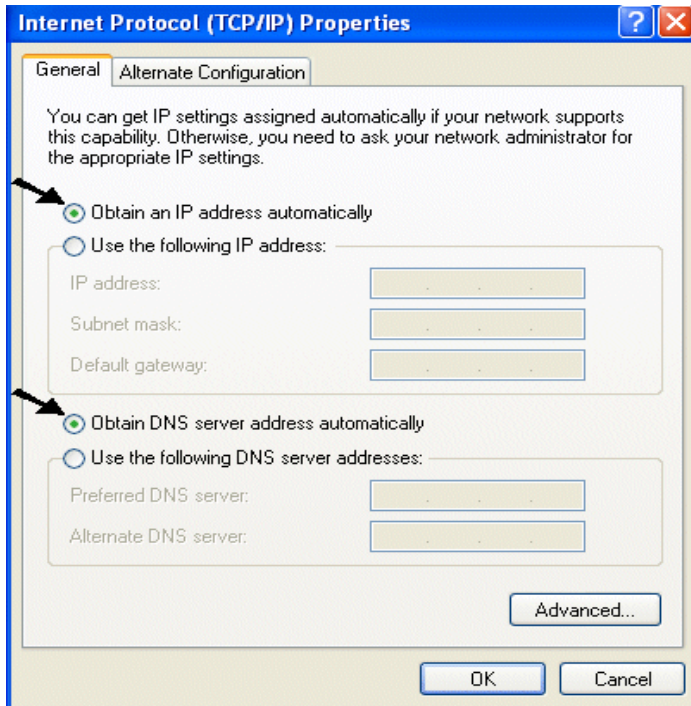 Internet Protocol (TCP/IP) Properties
General
Alternate Configuration
You can get IP settings assigned automatically if your network supports
this capability. Otherwise, you need to ask your network administrator for
the appropriate IP settings.
Obtain an IP address automatically
Use the following IP address:
IP address:
Subnet mask:
Default gateway:
Obtain DNS server address automatically
Use the following DNS server addresses:
Preferred DNS server:
Alternate DNS server:
Advanced...
OK
Cancel